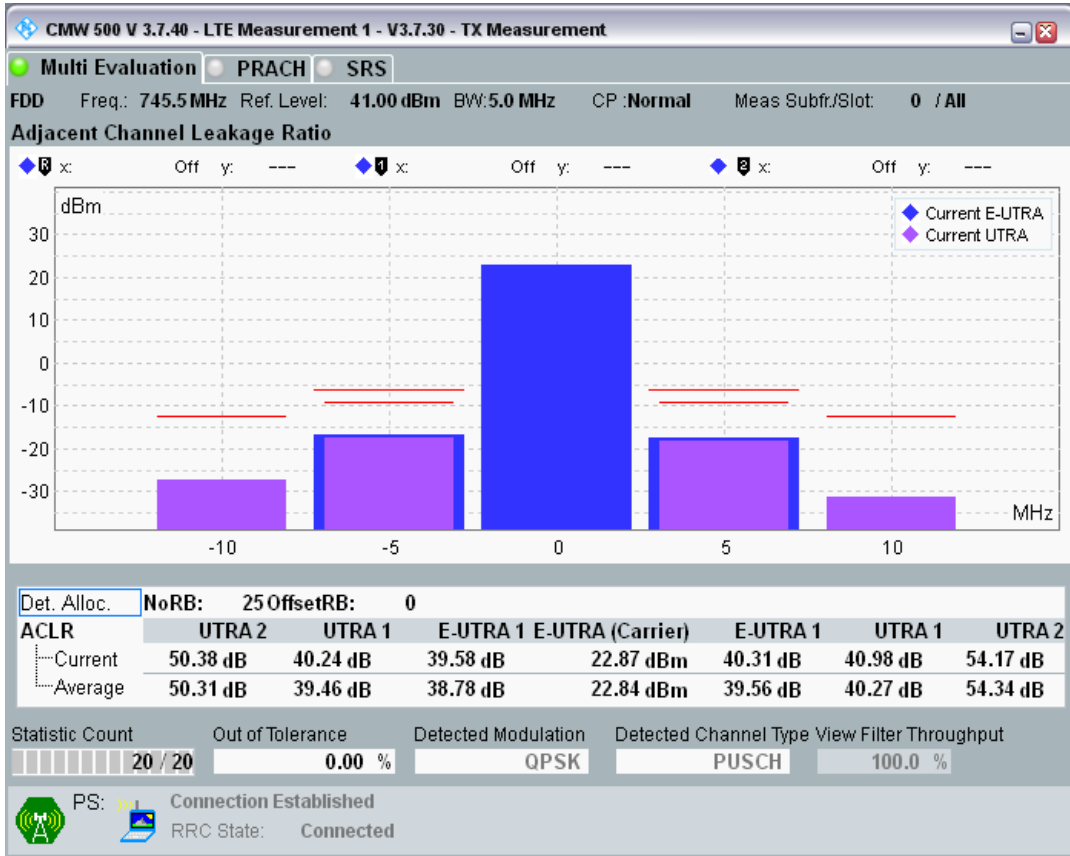 CMW 500 V 3.7.40 - LTE Measurement 1 - V3.7.30 - TX Measurement
Multi Evaluation PRACH SRS
FDD Freq.: 745.5 MHz Ref. Level: 41.00 dBm BW: 5.0 MHz CP :Normal Meas Subfr./Slot: 0 / All
Adjacent Channel Leakage Ratio
R x: Off y: --- 1 x: Off y: --- 2 x: Off y: ---
dBm
Current E-UTRA
Current UTRA
30
20
10
0
-10
-20
-30
MHz
-10 -5 0 5 10
Det. Alloc. NoRB: 25 OffsetRB: 0
ACLR UTRA 2 UTRA 1 E-UTRA 1 E-UTRA (Carrier) E-UTRA 1 UTRA 1 UTRA 2
Current 50.38 dB 40.24 dB 39.58 dB 22.87 dBm 40.31 dB 40.98 dB 54.17 dB
Average 50.31 dB 39.46 dB 38.78 dB 22.84 dBm 39.56 dB 40.27 dB 54.34 dB
Statistic Count Out of Tolerance Detected Modulation Detected Channel Type View Filter Throughput
20 / 20 0.00 % QPSK PUSCH 100.0 %
PS: Connection Established
RRC State: Connected